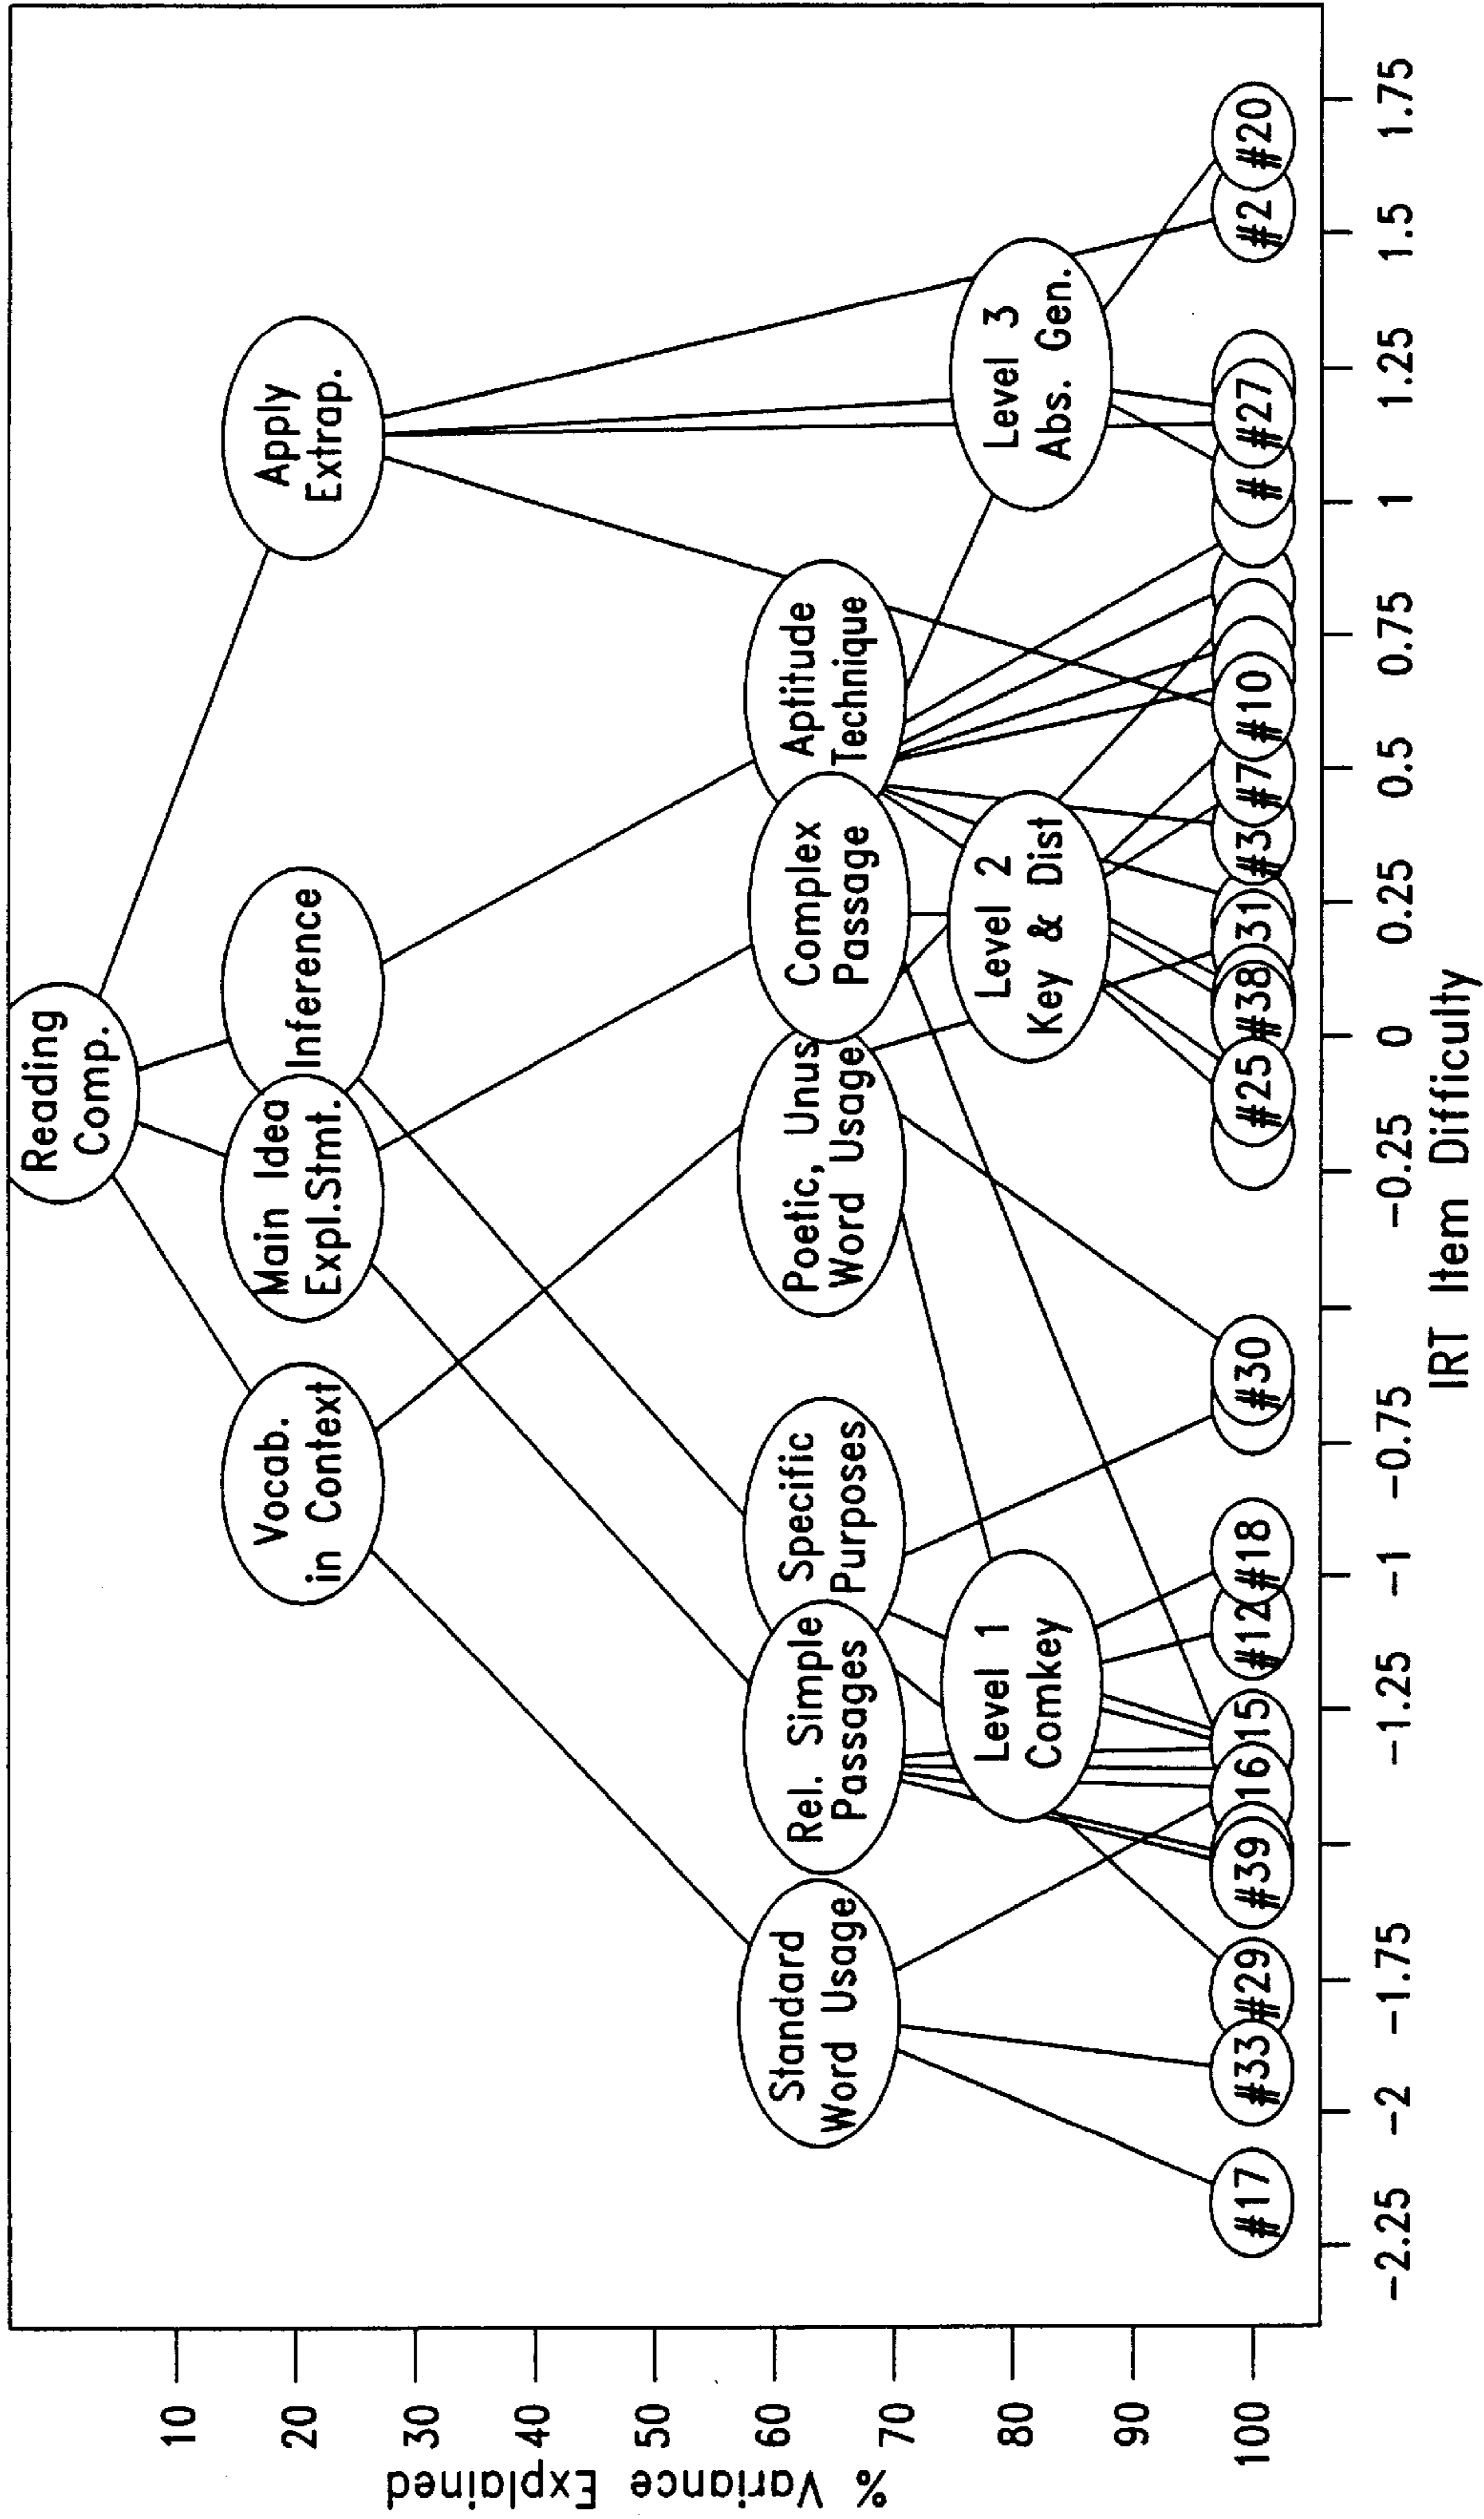 Reading
Comp.
Vocab.
in Context
Main Idea
Expl.Stmt.
Inference
Apply
Extrap.
Standard
Word Usage
Rel. Simple
Passages
Specific
Purposes
Poetic, Unus
Word Usage
Complex
Passage
Aptitude
Technique
Level 1
Comkey
Level 2
Key & Dist
Level 3
Abs. Gen.
#17
#33
#29
#39
#16
15
#12
#18
#30
#25
#38
31
#3
#7
#10
#
#27
#2
#20
10
20
30
40
50
60
70
80
90
100
% Variance Explained
-2.25
-2
-1.75
-1.25
-1
-0.75
-0.25
0
0.25
0.5
0.75
1
1.25
1.5
1.75
IRT Item Difficulty